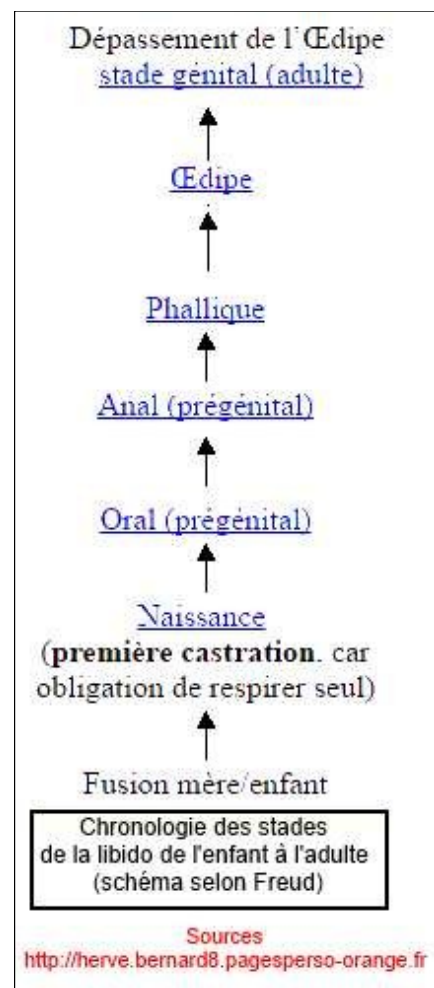 Dépassement de l'Œdipe
stade génital (adulte)
Œdipe
Phallique
Anal (prégénital)
Oral (prégénital)
Naissance
(première castration. car
obligation de respirer seul)
Fusion mère/enfant
Chronologie des stades
de la libido de l'enfant à l'adulte
(schéma selon Freud)
Sources
http://herve.bernard8.pagesperso-orange.fr